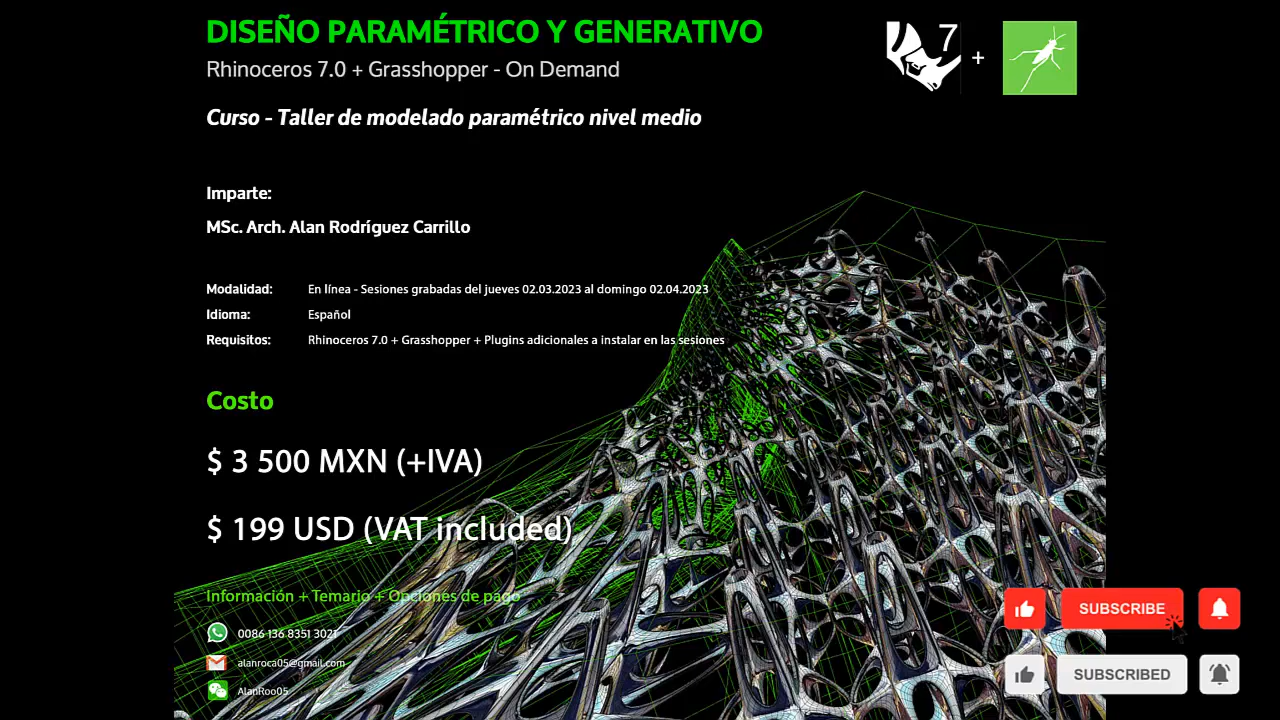 DISEÑO PARAMÉTRICO Y GENERATIVO
Rhinoceros 7.0 + Grasshopper - On Demand
7
+
Curso - Taller de modelado paramétrico nivel medio
Imparte:
MSc. Arch. Alan Rodríguez Carrillo
Modalidad: En línea - Sesiones grabadas del jueves 02.03.2023 al domingo 02.04.2023
Idioma: Español
Requisitos: Rhinoceros 7.0 + Grasshopper + Plugins adicionales a instalar en las sesiones
Costo
$ 3 500 MXN (+IVA)
$ 199 USD (VAT included)
Información + Temario + Opciones de pago
0086 136 8351 3021
alanroca05@gmail.com
AlanRoo05
SUBSCRIBE
SUBSCRIBED